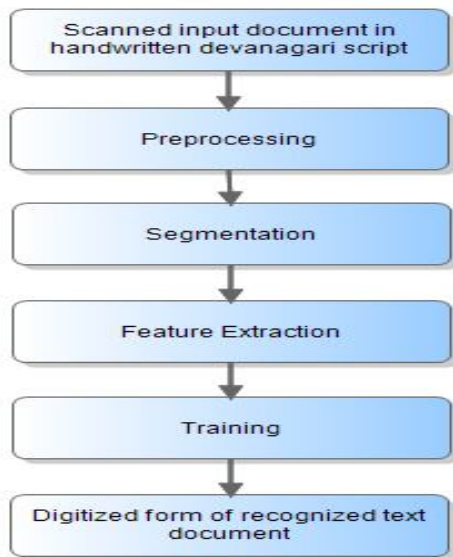 Scanned input document in
handwritten devanagari script
Preprocessing
Segmentation
Feature Extraction
Training
Digitized form of recognized text
document